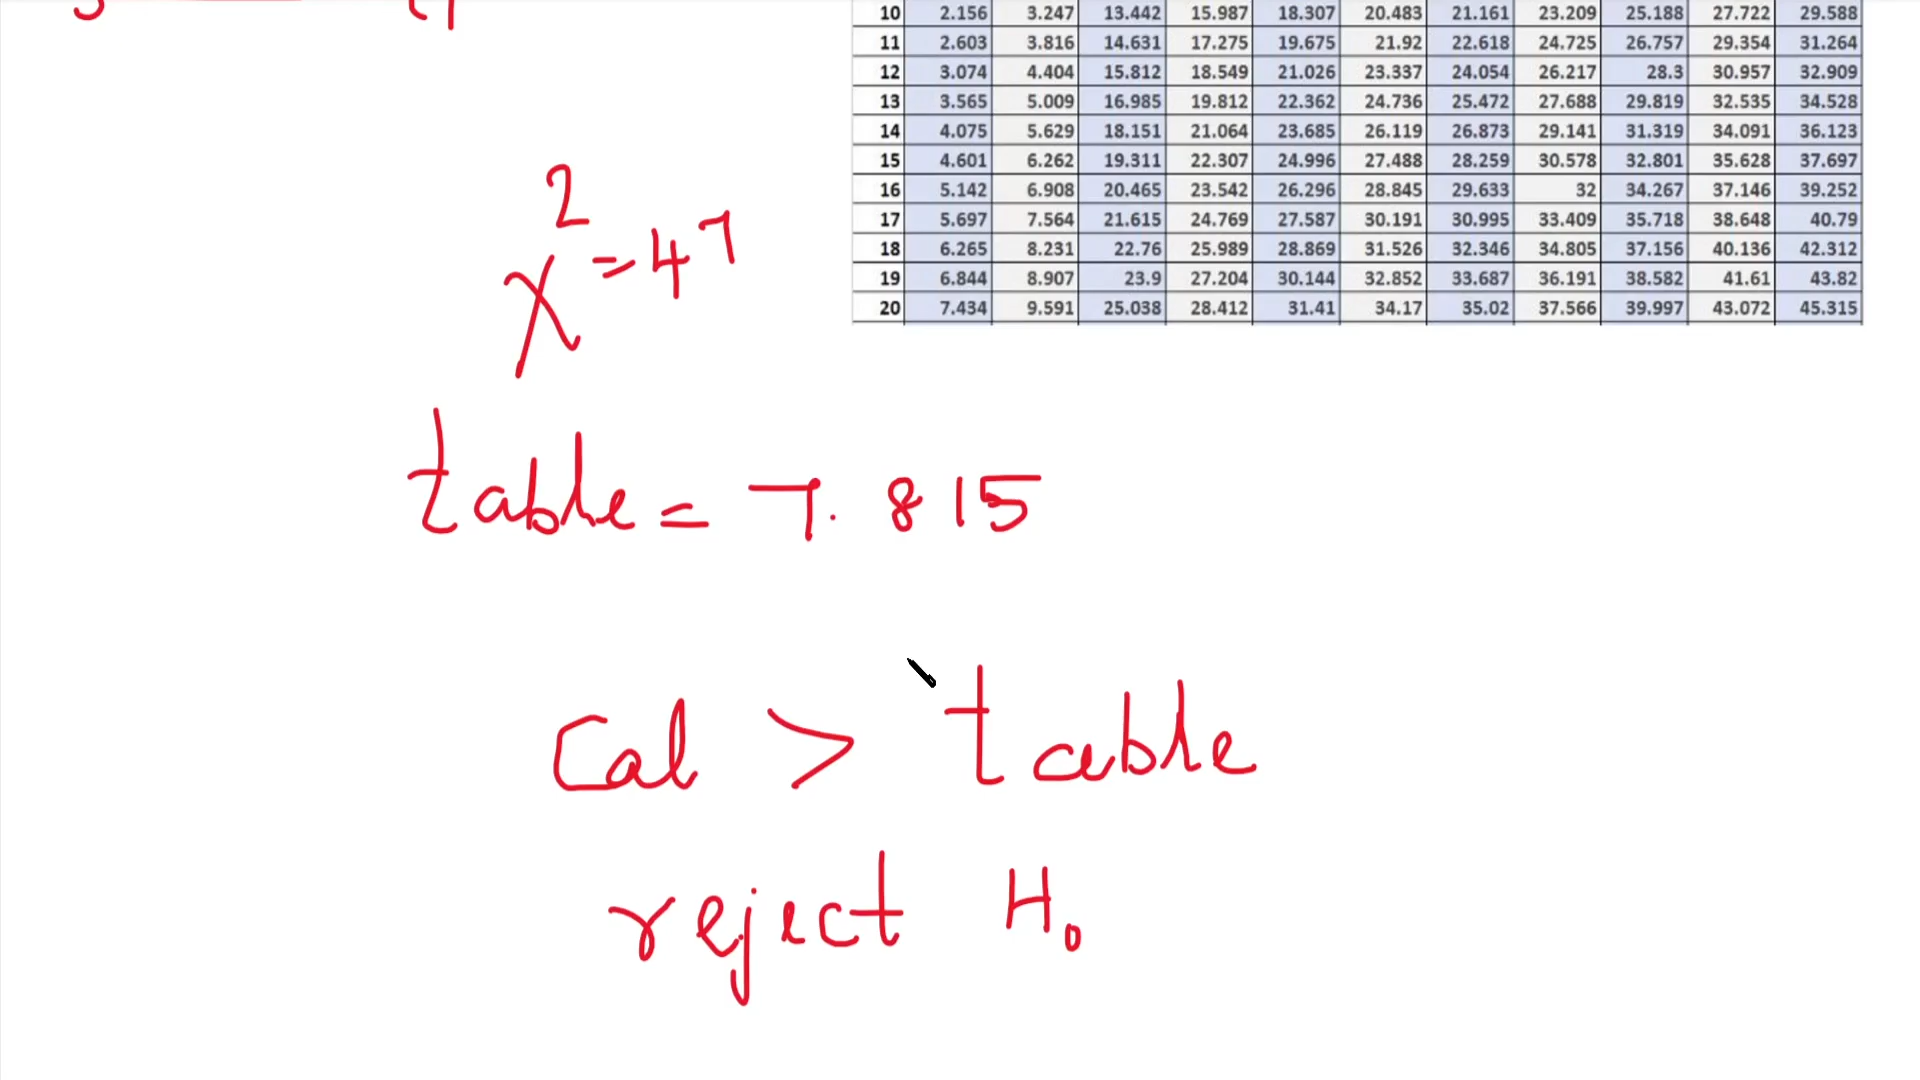 10 2.156 3.247 13.442 15.987 18.307 20.483 21.161 23.209 25.188 27.722 29.588
11 2.603 3.816 14.631 17.275 19.675 21.92 22.618 24.725 26.757 29.354 31.264
12 3.074 4.404 15.812 18.549 21.026 23.337 24.054 26.217 28.3 30.957 32.909
13 3.565 5.009 16.985 19.812 22.362 24.736 25.472 27.688 29.819 32.535 34.528
14 4.075 5.629 18.151 21.064 23.685 26.119 26.873 29.141 31.319 34.091 36.123
15 4.601 6.262 19.311 22.307 24.996 27.488 28.259 30.578 32.801 35.628 37.697
16 5.142 6.908 20.465 23.542 26.296 28.845 29.633 32 34.267 37.146 39.252
17 5.697 7.564 21.615 24.769 27.587 30.191 30.995 33.409 35.718 38.648 40.79
18 6.265 8.231 22.76 25.989 28.869 31.526 32.346 34.805 37.156 40.136 42.312
19 6.844 8.907 23.9 27.204 30.144 32.852 33.687 36.191 38.582 41.61 43.82
20 7.434 9.591 25.038 28.412 31.41 34.17 35.02 37.566 39.997 43.072 45.315
χ² = 47
table = 7.815
Cal > table
reject H₀